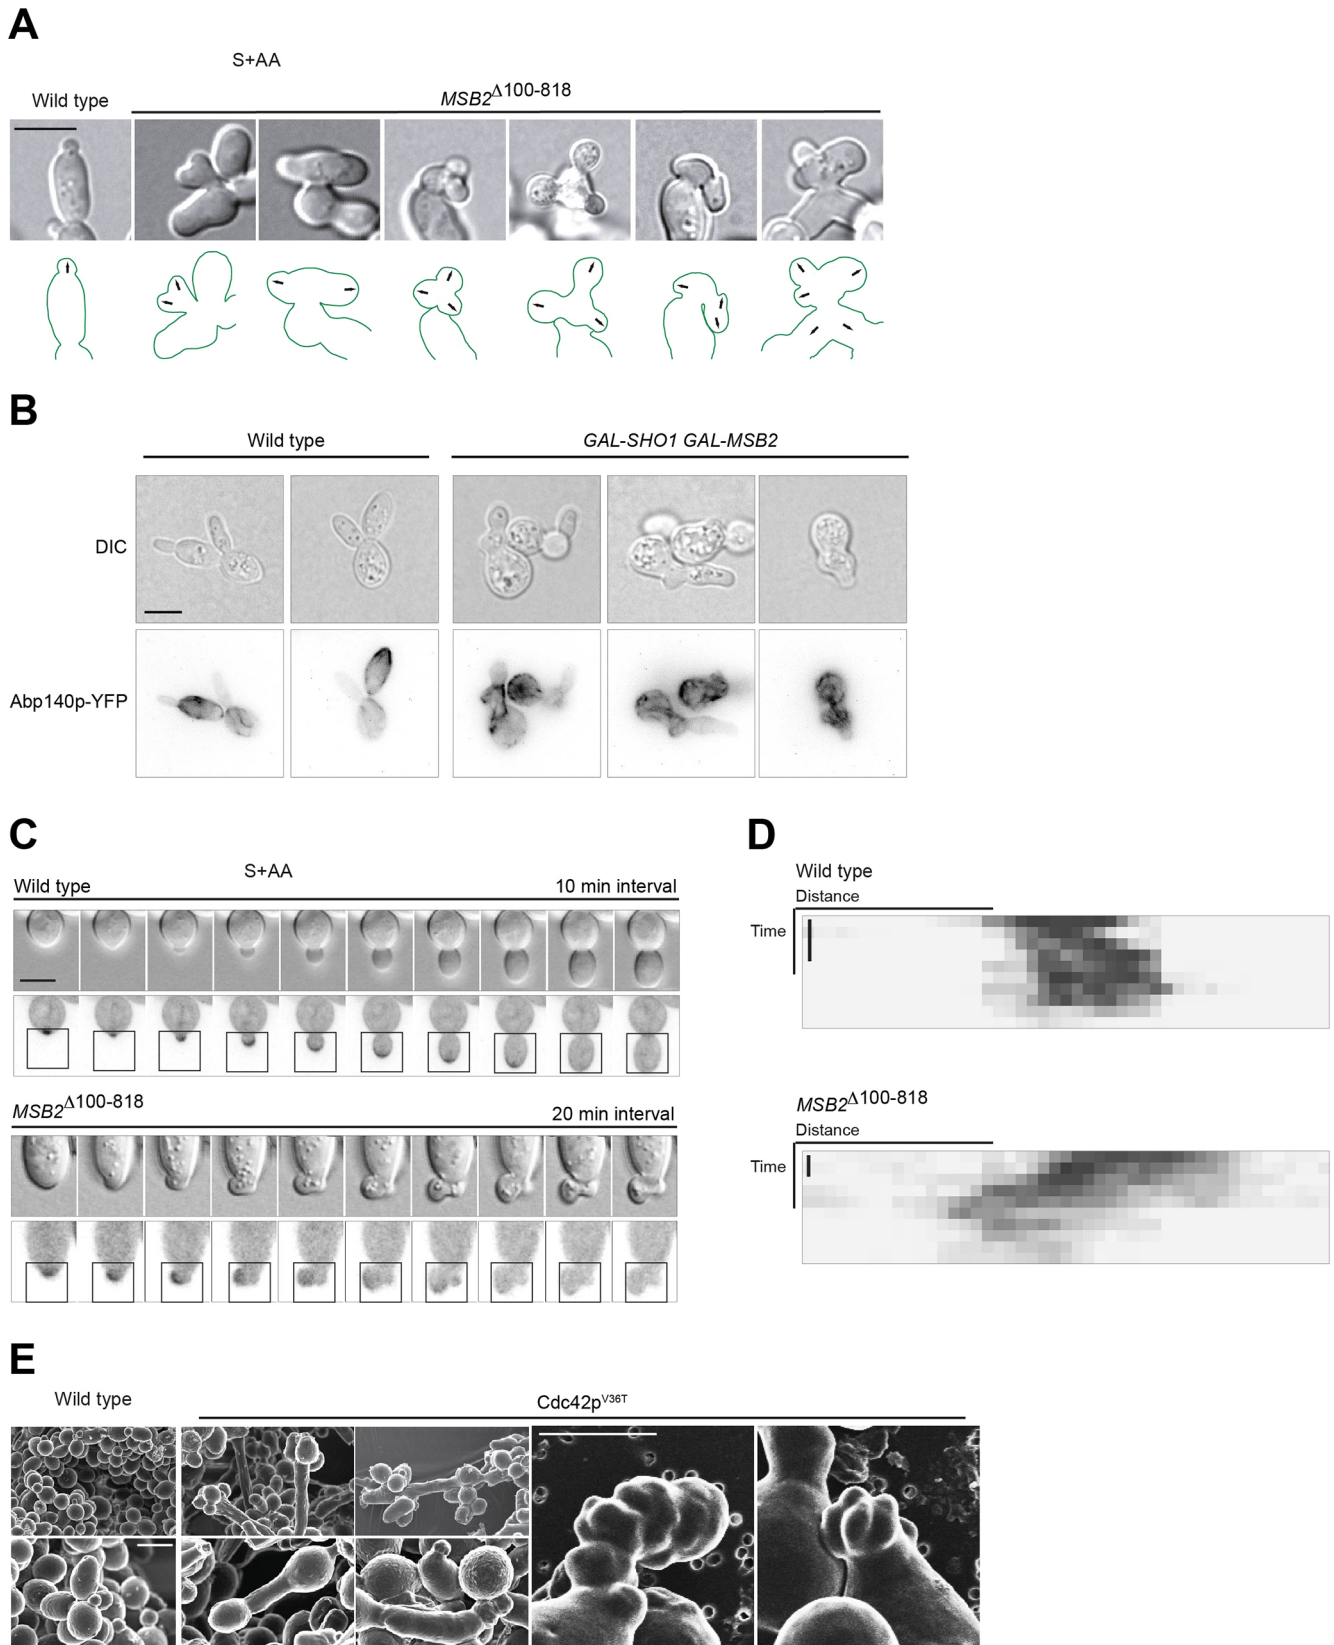 A
S+AA
Wild type
MSB2Δ100-818
B
Wild type
GAL-SHO1 GAL-MSB2
DIC
Abp140p-YFP
C
S+AA
Wild type
10 min interval
MSB2Δ100-818
20 min interval
D
Wild type
Distance
Time
MSB2Δ100-818
Distance
Time
E
Wild type
Cdc42pV36T